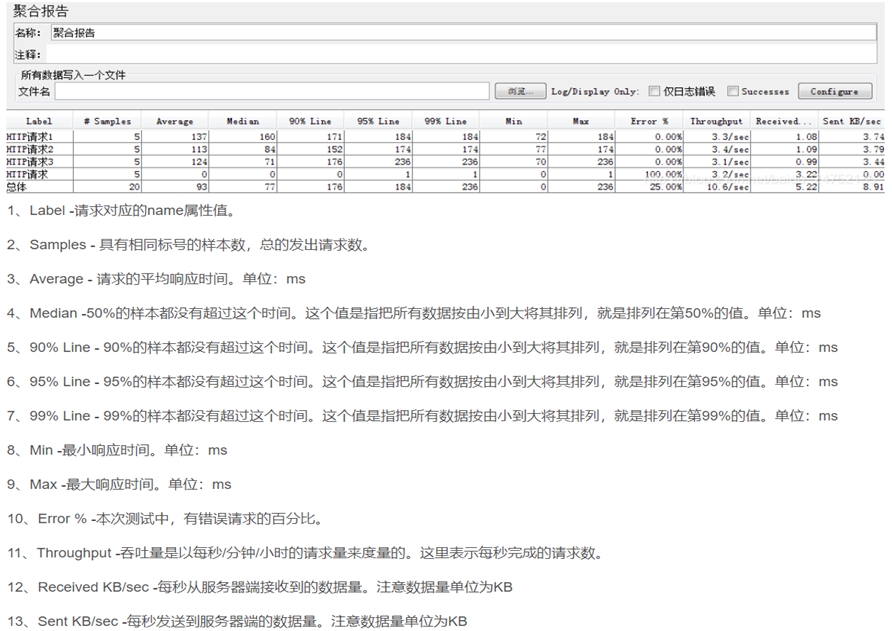 聚合报告
名称： 聚合报告
注释：
所有数据写入一个文件
文件名 浏览... Log/Display Only: 仅日志错误 Successes Configure
Label # Samples Average Median 90% Line 95% Line 99% Line Min Max Error % Throughput Received... Sent KB/sec
HTTP请求1 5 137 160 171 184 184 72 184 0.00% 3.3/sec 1.08 3.74
HTTP请求2 5 113 84 152 174 174 77 174 0.00% 3.4/sec 1.09 3.79
HTTP请求3 5 124 71 176 236 236 70 236 0.00% 3.1/sec 0.99 3.44
HTTP请求 5 0 0 0 1 1 0 1 100.00% 3.2/sec 3.22 0.00
总体 20 93 77 176 184 236 0 236 25.00% 10.6/sec 5.22 8.91
1、Label -请求对应的name属性值。
2、Samples - 具有相同标号的样本数，总的发出请求数。
3、Average - 请求的平均响应时间。单位：ms
4、Median -50%的样本都没有超过这个时间。这个值是指把所有数据按由小到大将其排列，就是排列在第50%的值。单位：ms
5、90% Line - 90%的样本都没有超过这个时间。这个值是指把所有数据按由小到大将其排列，就是排列在第90%的值。单位：ms
6、95% Line - 95%的样本都没有超过这个时间。这个值是指把所有数据按由小到大将其排列，就是排列在第95%的值。单位：ms
7、99% Line - 99%的样本都没有超过这个时间。这个值是指把所有数据按由小到大将其排列，就是排列在第99%的值。单位：ms
8、Min -最小响应时间。单位：ms
9、Max -最大响应时间。单位：ms
10、Error % -本次测试中，有错误请求的百分比。
11、Throughput -吞吐量是以每秒/分钟/小时的请求量来度量的。这里表示每秒完成的请求数。
12、Received KB/sec -每秒从服务器端接收到的数据量。注意数据量单位为KB
13、Sent KB/sec -每秒发送到服务器端的数据量。注意数据量单位为KB